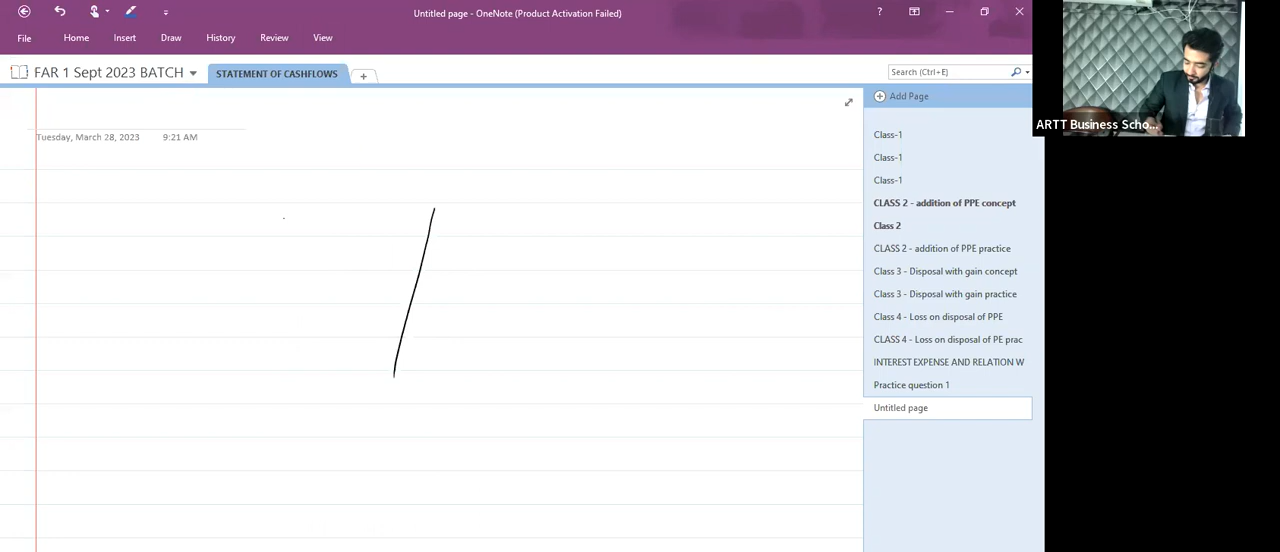 Untitled page - OneNote (Product Activation Failed)
?
File
Home
Insert
Draw
History
Review
View
FAR 1 Sept 2023 BATCH
STATEMENT OF CASHFLOWS
Search (Ctrl+E)
Add Page
Tuesday, March 28, 2023
9:21 AM
Class-1
Class-1
Class-1
CLASS 2 - addition of PPE concept
Class 2
CLASS 2 - addition of PPE practice
Class 3 - Disposal with gain concept
Class 3 - Disposal with gain practice
Class 4 - Loss on disposal of PPE
CLASS 4 - Loss on disposal of PE prac
INTEREST EXPENSE AND RELATION W
Practice question 1
Untitled page
ARTT Business Scho...